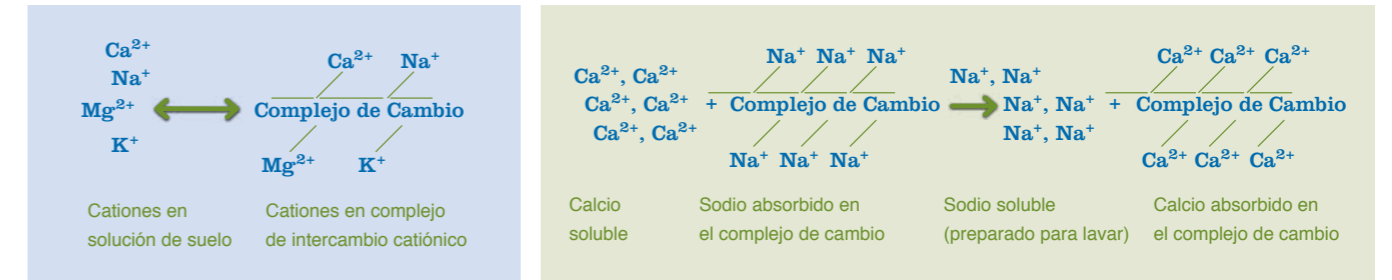 Ca²⁺
Na⁺
Mg²⁺
K⁺
Ca²⁺ Na⁺
Complejo de Cambio
Mg²⁺ K⁺
Cationes en
solución de suelo
Cationes en complejo
de intercambio catiónico
Ca²⁺, Ca²⁺
Ca²⁺, Ca²⁺
Ca²⁺, Ca²⁺
+
Na⁺ Na⁺ Na⁺
Complejo de Cambio
Na⁺ Na⁺ Na⁺
Na⁺, Na⁺
Na⁺, Na⁺
Na⁺, Na⁺
+
Ca²⁺ Ca²⁺ Ca²⁺
Complejo de Cambio
Ca²⁺ Ca²⁺ Ca²⁺
Calcio
soluble
Sodio absorbido en
el complejo de cambio
Sodio soluble
(preparado para lavar)
Calcio absorbido en
el complejo de cambio